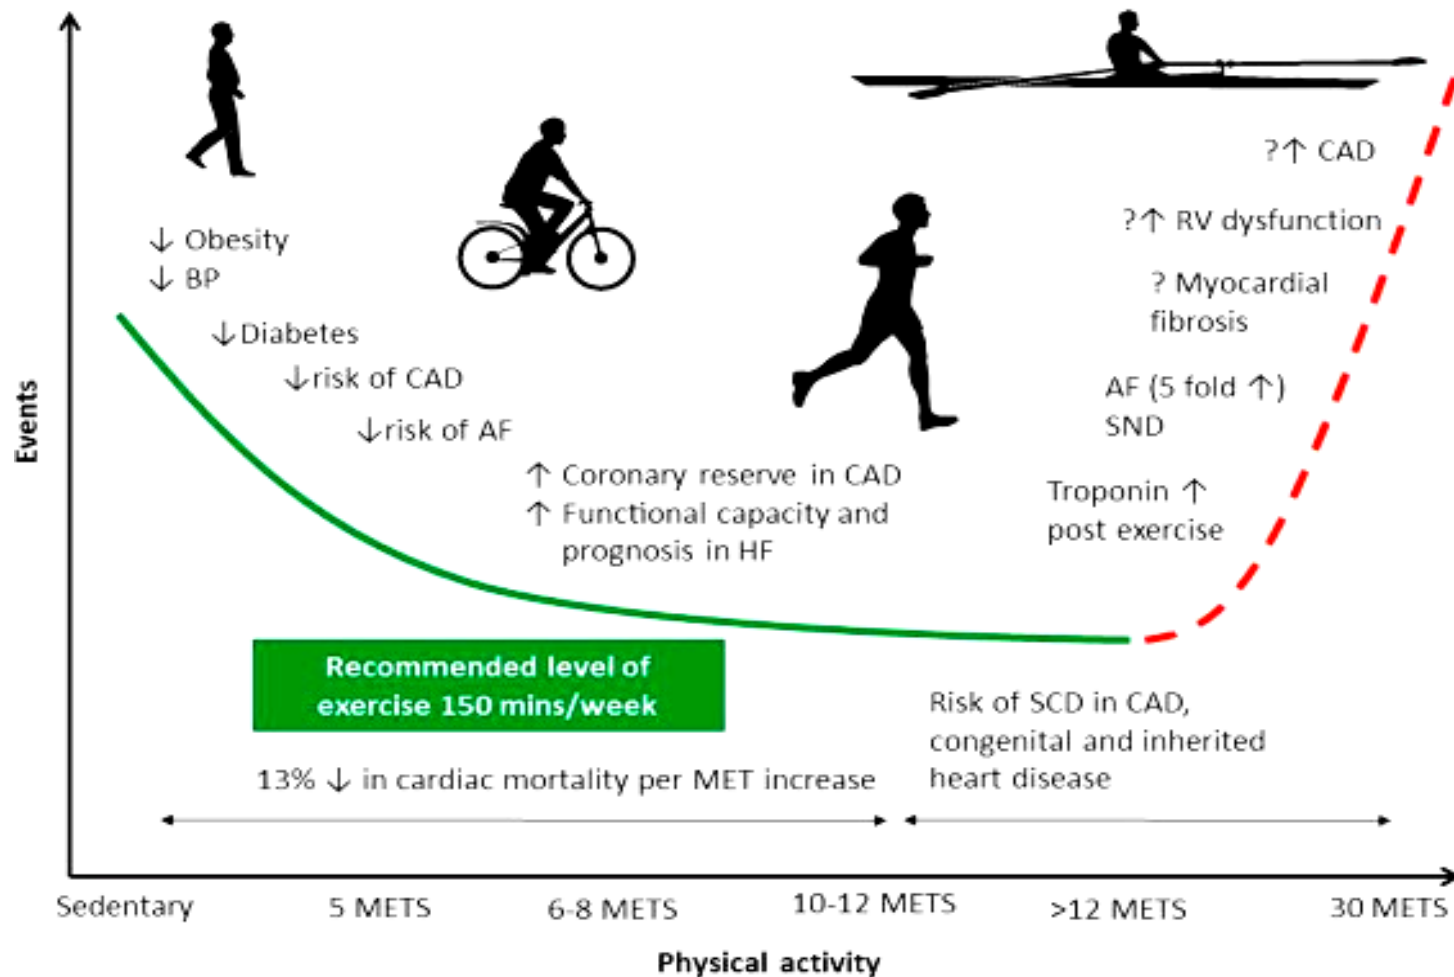 ?↑ CAD
?↑ RV dysfunction
? Myocardial
fibrosis
AF (5 fold ↑)
SND
Troponin ↑
post exercise
↓ Obesity
↓ BP
↓Diabetes
↓risk of CAD
↓risk of AF
↑ Coronary reserve in CAD
↑ Functional capacity and
prognosis in HF
Events
Recommended level of
exercise 150 mins/week
13% ↓ in cardiac mortality per MET increase
Risk of SCD in CAD,
congenital and inherited
heart disease
Sedentary
5 METS
6-8 METS
10-12 METS
>12 METS
30 METS
Physical activity